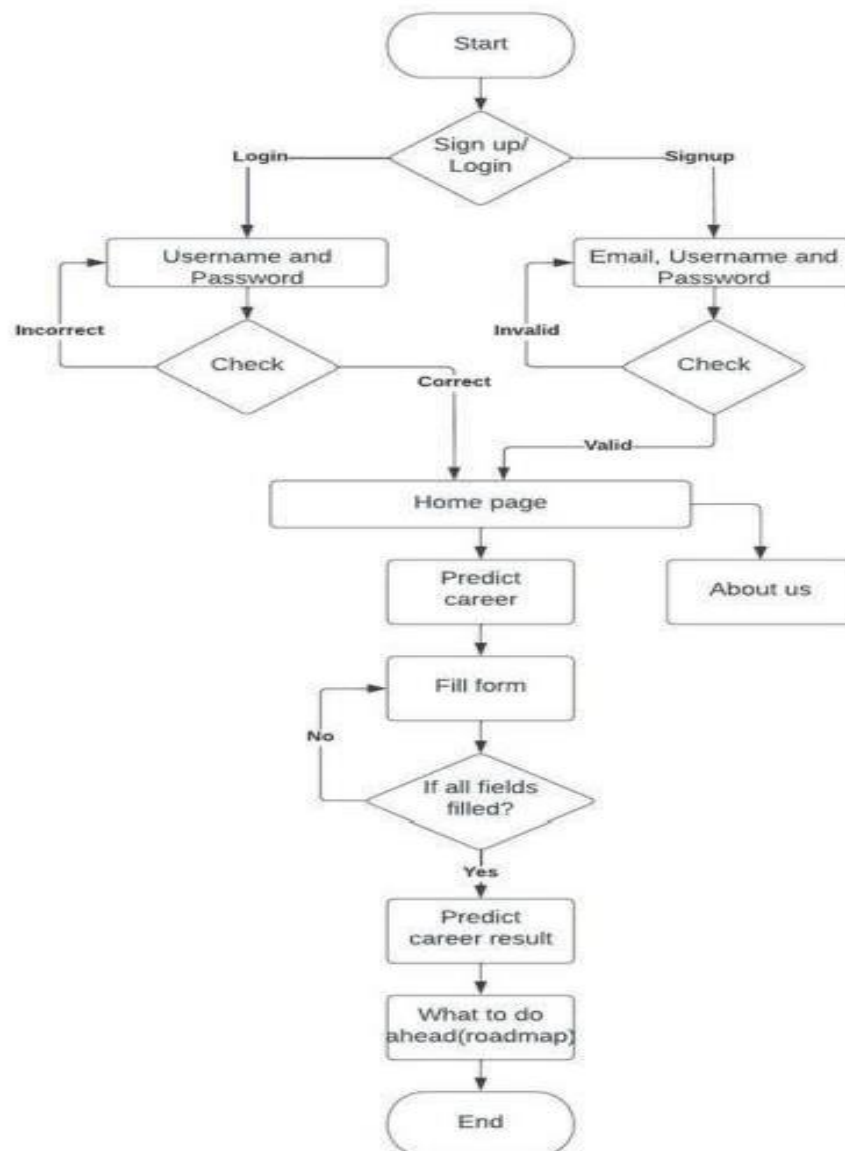 Start
Sign up/
Login
Login
Signup
Username and
Password
Email, Username and
Password
Incorrect
Check
Correct
Invalid
Check
Valid
Home page
Predict
career
About us
Fill form
No
If all fields
filled?
Yes
Predict
career result
What to do
ahead(roadmap)
End